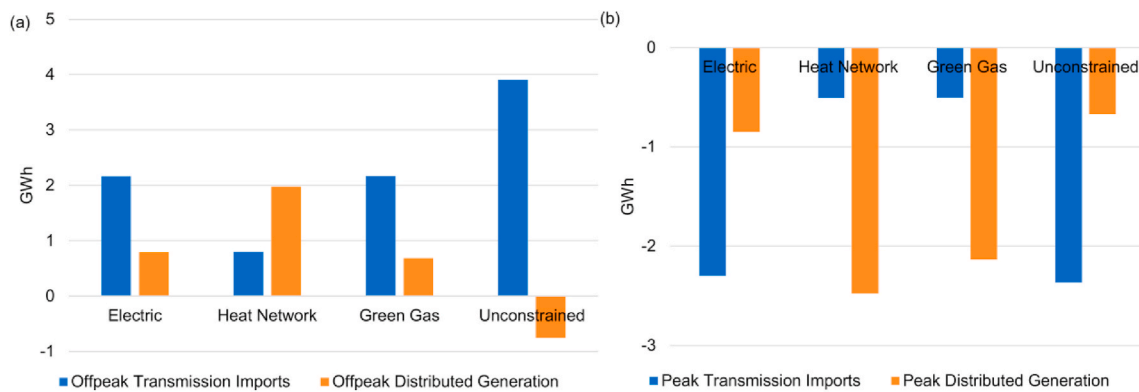 (a)
5
4
3
2
1
0
-1
GWh
Electric Heat Network Green Gas Unconstrained
Offpeak Transmission Imports Offpeak Distributed Generation
(b)
0
-1
-2
-3
GWh
Electric Heat Network Green Gas Unconstrained
Peak Transmission Imports Peak Distributed Generation